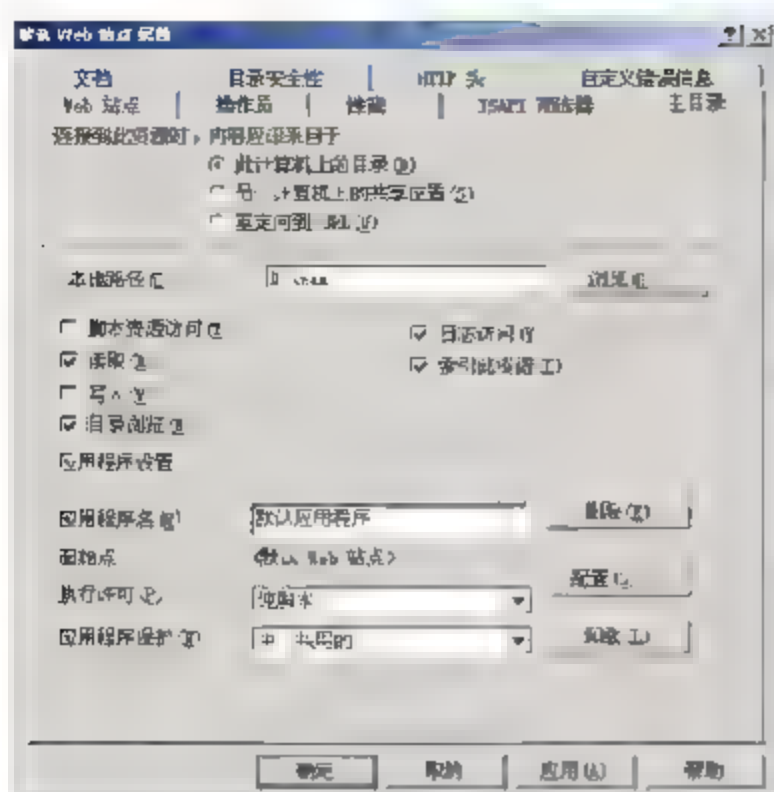 默认 Web 站点 属性
文档 目录安全性 HTTP 头 自定义错误信息
Web 站点 操作员 性能 ISAPI 筛选器 主目录
连接到此资源时，内容应该来自于
此计算机上的目录(D)
另一计算机上的共享位置(S)
重定向到 URL(U)
本地路径(C) 浏览(O)
脚本资源访问(T) 日志访问(V)
读取(R) 索引此资源(I)
写入(W)
目录浏览(B)
应用程序设置
应用程序名(M) 默认应用程序 删除(E)
起始点 <默认 Web 站点>
执行许可(P) 纯脚本 配置(G)
应用程序保护(N) 中 共用的 卸载(L)
确定 取消 应用(A) 帮助